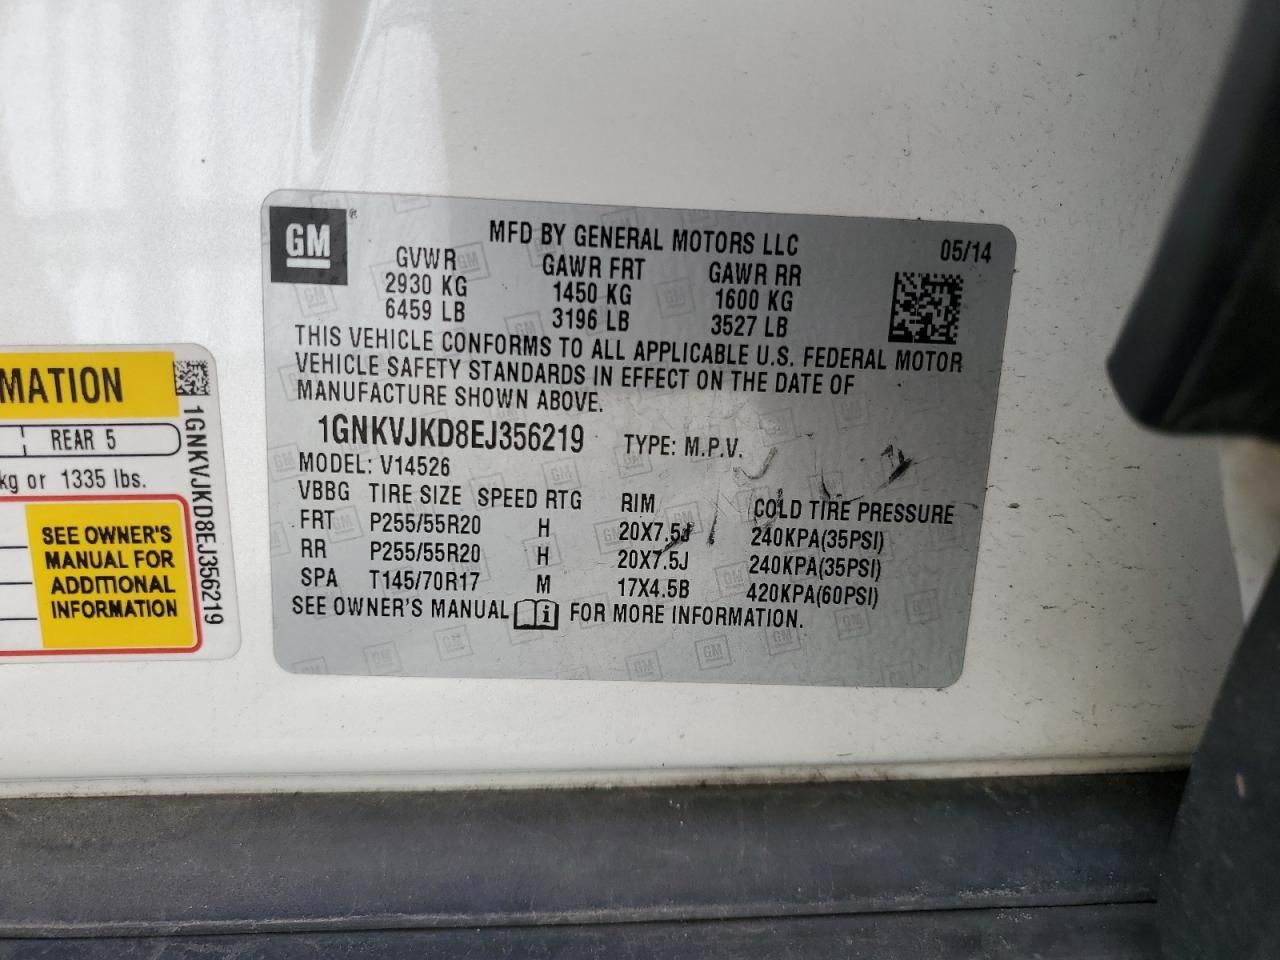 GM
MFD BY GENERAL MOTORS LLC 05/14
GVWR GAWR FRT GAWR RR
2930 KG 1450 KG 1600 KG
6459 LB 3196 LB 3527 LB
THIS VEHICLE CONFORMS TO ALL APPLICABLE U.S. FEDERAL MOTOR
VEHICLE SAFETY STANDARDS IN EFFECT ON THE DATE OF
MANUFACTURE SHOWN ABOVE.
1GNKVJKD8EJ356219 TYPE: M.P.V.
MODEL: V14526
VBBG TIRE SIZE SPEED RTG RIM COLD TIRE PRESSURE
FRT P255/55R20 H 20X7.5J 240KPA(35PSI)
RR P255/55R20 H 20X7.5J 240KPA(35PSI)
SPA T145/70R17 M 17X4.5B 420KPA(60PSI)
SEE OWNER'S MANUAL i FOR MORE INFORMATION.
MATION
REAR 5
kg or 1335 lbs.
SEE OWNER'S
MANUAL FOR
ADDITIONAL
INFORMATION
1GNKVJKD8EJ356219